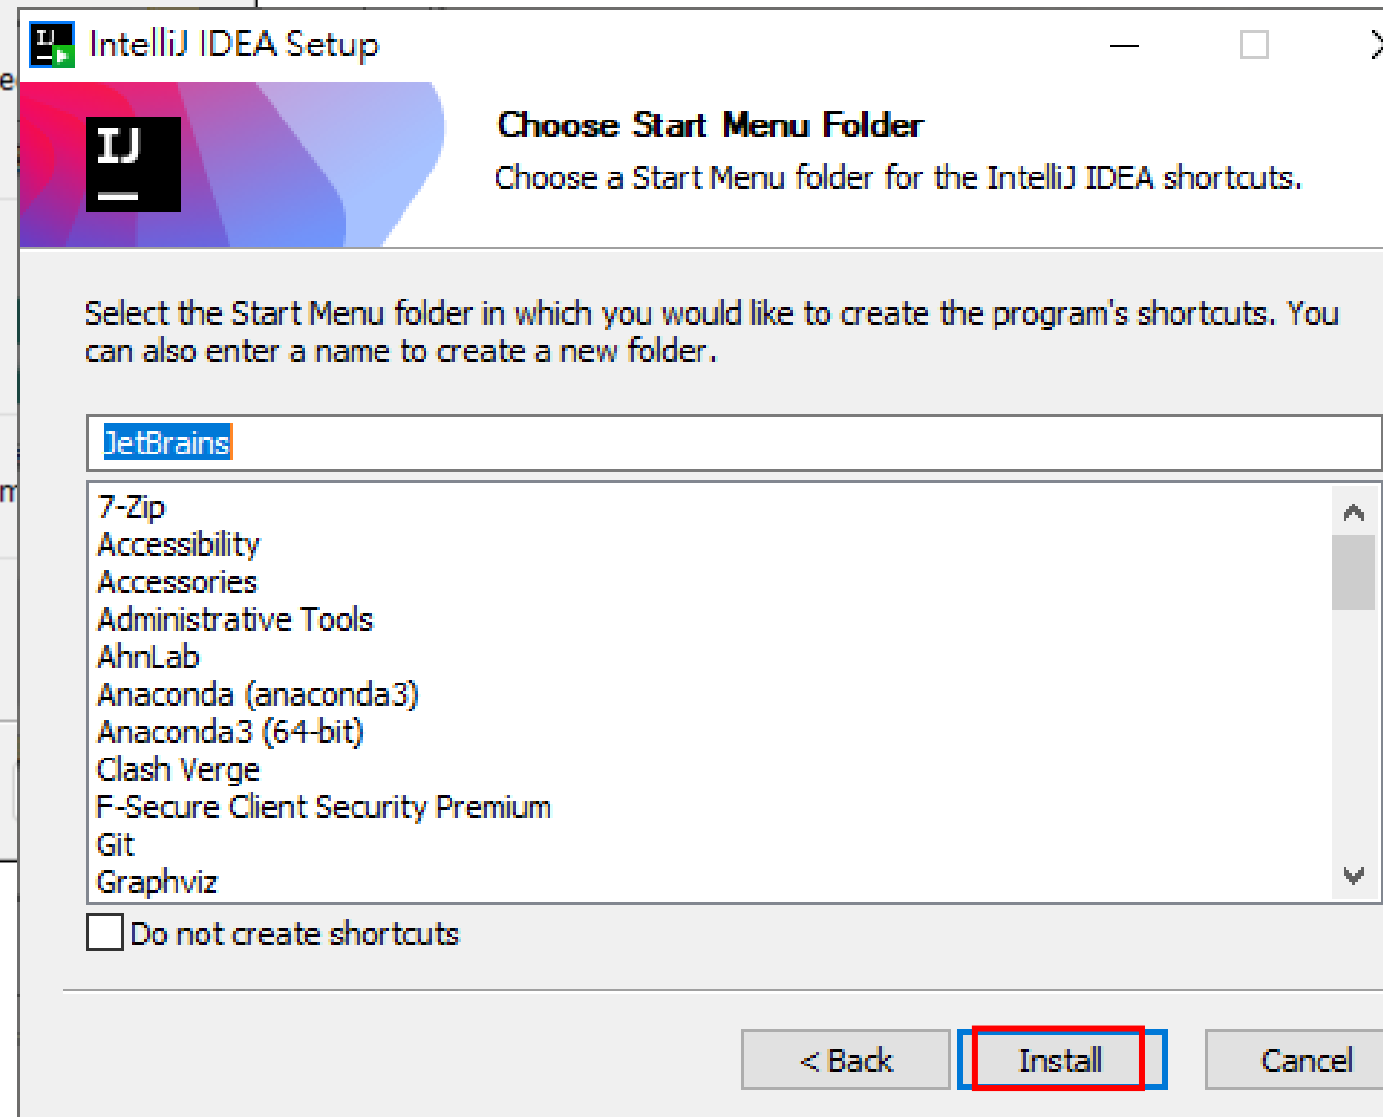 IntelliJ IDEA Setup
IJ
Choose Start Menu Folder
Choose a Start Menu folder for the IntelliJ IDEA shortcuts.
Select the Start Menu folder in which you would like to create the program's shortcuts. You
can also enter a name to create a new folder.
JetBrains
7-Zip
Accessibility
Accessories
Administrative Tools
AhnLab
Anaconda (anaconda3)
Anaconda3 (64-bit)
Clash Verge
F-Secure Client Security Premium
Git
Graphviz
Do not create shortcuts
< Back
Install
Cancel